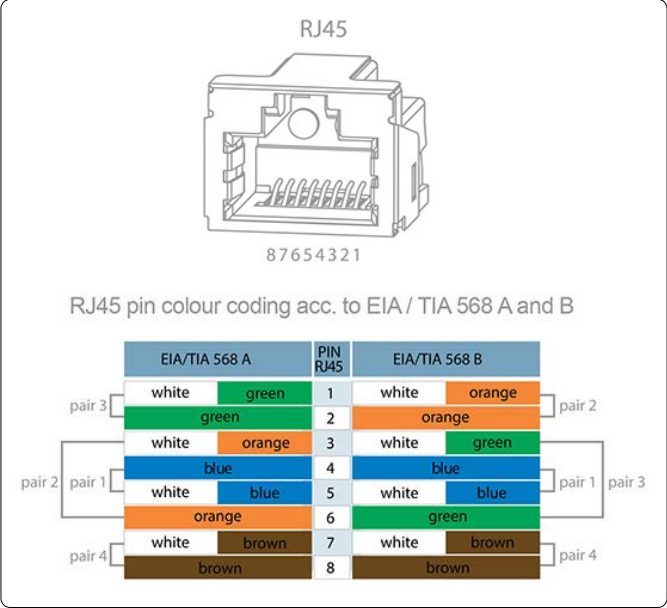 RJ45
87654321
RJ45 pin colour coding acc. to EIA / TIA 568 A and B
EIA/TIA 568 A PIN RJ45 EIA/TIA 568 B
white green 1 white orange
pair 3 pair 2
green 2 orange
white orange 3 white green
blue 4 blue
pair 2 pair 1 pair 1 pair 3
white blue 5 white blue
orange 6 green
white brown 7 white brown
pair 4 pair 4
brown 8 brown